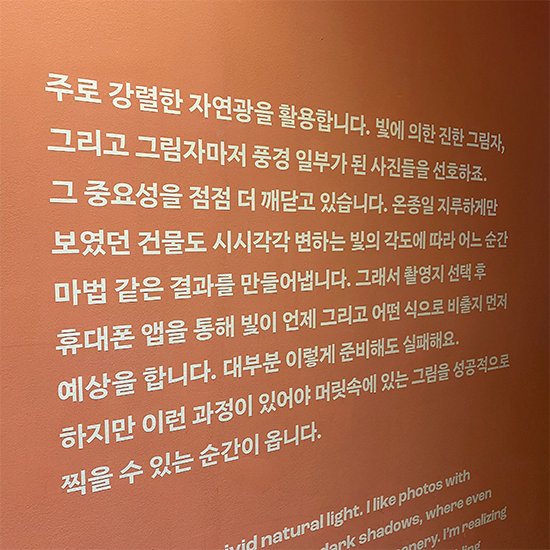 주로 강렬한 자연광을 활용합니다. 빛에 의한 진한 그림자,
그리고 그림자마저 풍경 일부가 된 사진들을 선호하죠.
그 중요성을 점점 더 깨닫고 있습니다. 온종일 지루하게만
보였던 건물도 시시각각 변하는 빛의 각도에 따라 어느 순간
마법 같은 결과를 만들어냅니다. 그래서 촬영지 선택 후
휴대폰 앱을 통해 빛이 언제 그리고 어떤 식으로 비출지 먼저
예상을 합니다. 대부분 이렇게 준비해도 실패해요.
하지만 이런 과정이 있어야 머릿속에 있는 그림을 성공적으로
찍을 수 있는 순간이 옵니다.
natural light. I like photos with
dark shadows, where even
I'm realizing